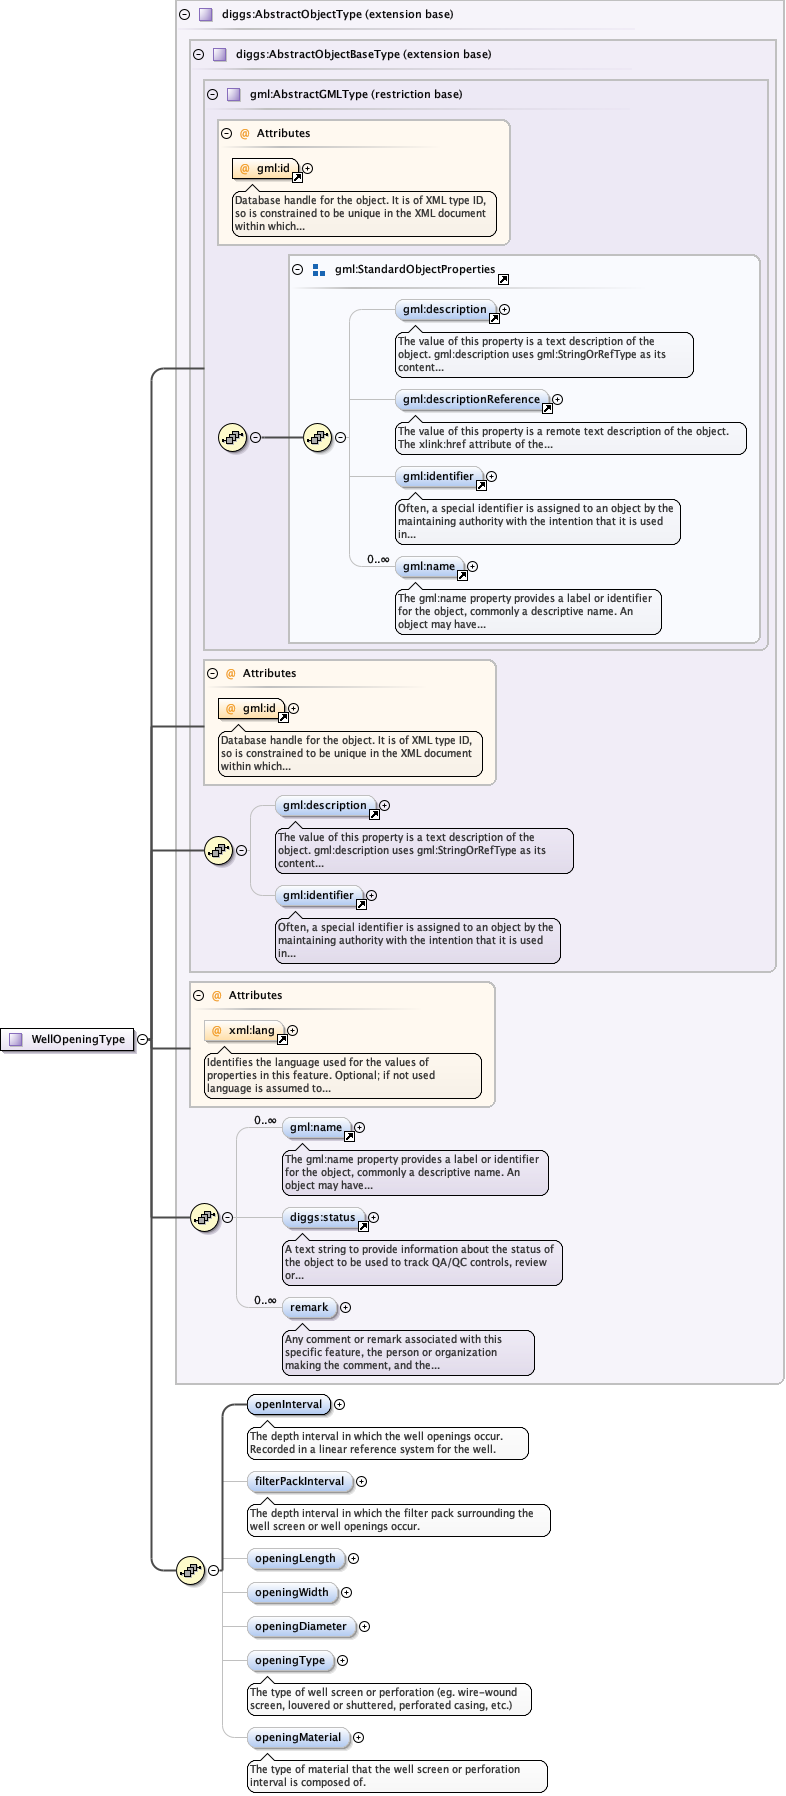 diggs:AbstractObjectType (extension base)
diggs:AbstractObjectBaseType (extension base)
gml:AbstractGMLType (restriction base)
@ Attributes
@ gml:id
Database handle for the object. It is of XML type ID,
so is constrained to be unique in the XML document
within which...
gml:StandardObjectProperties
gml:description
The value of this property is a text description of the
object. gml:description uses gml:StringOrRefType as its
content...
gml:descriptionReference
The value of this property is a remote text description of the object.
The xlink:href attribute of the...
gml:identifier
Often, a special identifier is assigned to an object by the
maintaining authority with the intention that it is used
in...
0..∞
gml:name
The gml:name property provides a label or identifier
for the object, commonly a descriptive name. An
object may have...
@ Attributes
@ gml:id
Database handle for the object. It is of XML type ID,
so is constrained to be unique in the XML document
within which...
gml:description
The value of this property is a text description of the
object. gml:description uses gml:StringOrRefType as its
content...
gml:identifier
Often, a special identifier is assigned to an object by the
maintaining authority with the intention that it is used
in...
@ Attributes
@ xml:lang
WellOpeningType
Identifies the language used for the values of
properties in this feature. Optional; if not used
language is assumed to...
0..∞
gml:name
The gml:name property provides a label or identifier
for the object, commonly a descriptive name. An
object may have...
diggs:status
A text string to provide information about the status of
the object to be used to track QA/QC controls, review
or...
0..∞
remark
Any comment or remark associated with this
specific feature, the person or organization
making the comment, and the...
openInterval
The depth interval in which the well openings occur.
Recorded in a linear reference system for the well.
filterPackInterval
The depth interval in which the filter pack surrounding the
well screen or well openings occur.
openingLength
openingWidth
openingDiameter
openingType
The type of well screen or perforation (eg. wire-wound
screen, louvered or shuttered, perforated casing, etc.)
openingMaterial
The type of material that the well screen or perforation
interval is composed of.